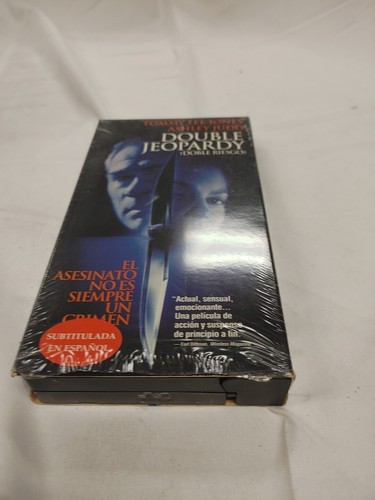 TOMMY LEE JONES
ASHLEY JUDD
DOUBLE
JEOPARDY
(DOBLE RIESGO)
EL
ASESINATO
NO ES
SIEMPRE
UN
CRIMEN
"Actual, sensual,
emocionante...
Una película de
acción y suspenso
de principio a fin."
SUBTITULADA
EN ESPAÑOL